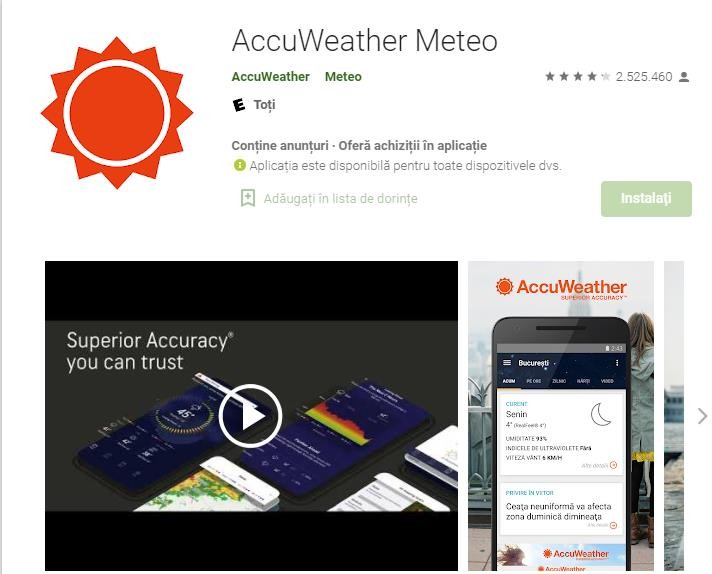 AccuWeather Meteo
AccuWeather Meteo
2.525.460
E Toți
Conține anunțuri · Oferă achiziții în aplicație
Aplicația este disponibilă pentru toate dispozitivele dvs.
Adăugați în lista de dorințe
Instalați
Superior Accuracy®
you can trust
45°
AccuWeather
SUPERIOR ACCURACY™
2:43
București
ACUM PE ORE ZILNIC HĂRȚI VIDEO
CURENT
Senin
4° (RealFeel® 4°)
UMIDITATE 93%
INDICELE DE ULTRAVIOLETE Fără
VITEZĂ VÂNT 6 KM/H
Alte detalii
PRIVIRE ÎN VIITOR
Ceața neuniformă va afecta
zona duminică dimineața
Alte detalii
AccuWeather
AccuWeather